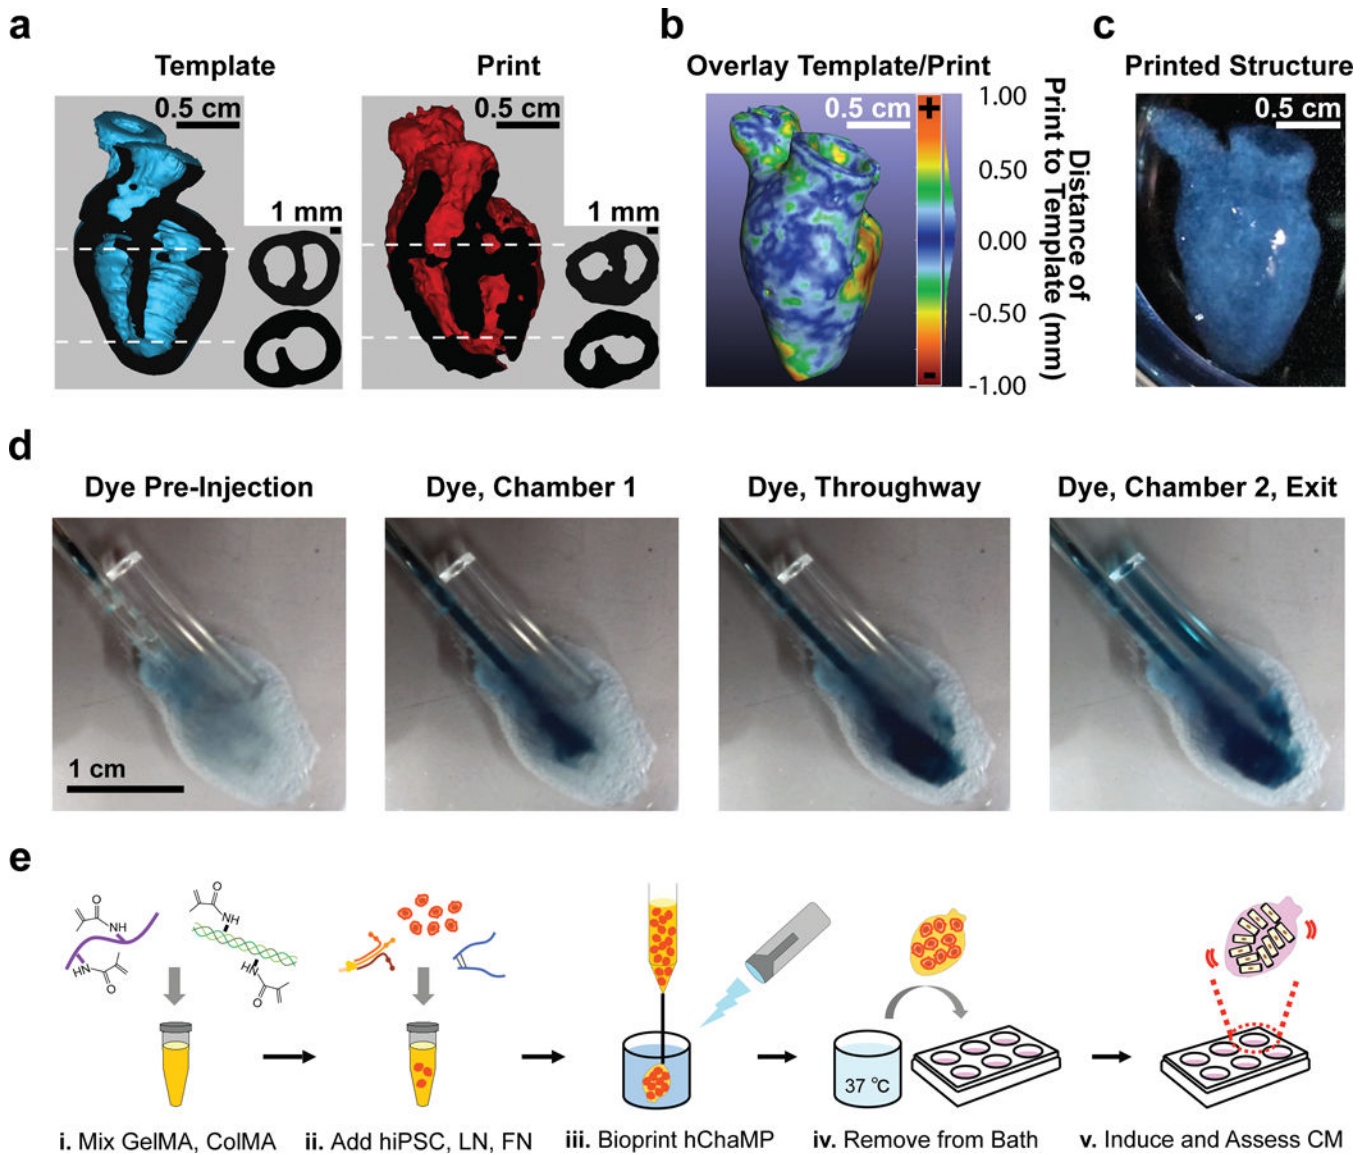 a
Template
Print
0.5 cm
0.5 cm
1 mm
1 mm
b
Overlay Template/Print
0.5 cm
+
-
1.00
0.50
0.00
-0.50
-1.00
Distance of
Print to Template (mm)
c
Printed Structure
0.5 cm
d
Dye Pre-Injection
Dye, Chamber 1
Dye, Throughway
Dye, Chamber 2, Exit
1 cm
e
O
NH
HN
O
O
NH
HN
O
37 °C
i. Mix GelMA, ColMA
ii. Add hiPSC, LN, FN
iii. Bioprint hChaMP
iv. Remove from Bath
v. Induce and Assess CM